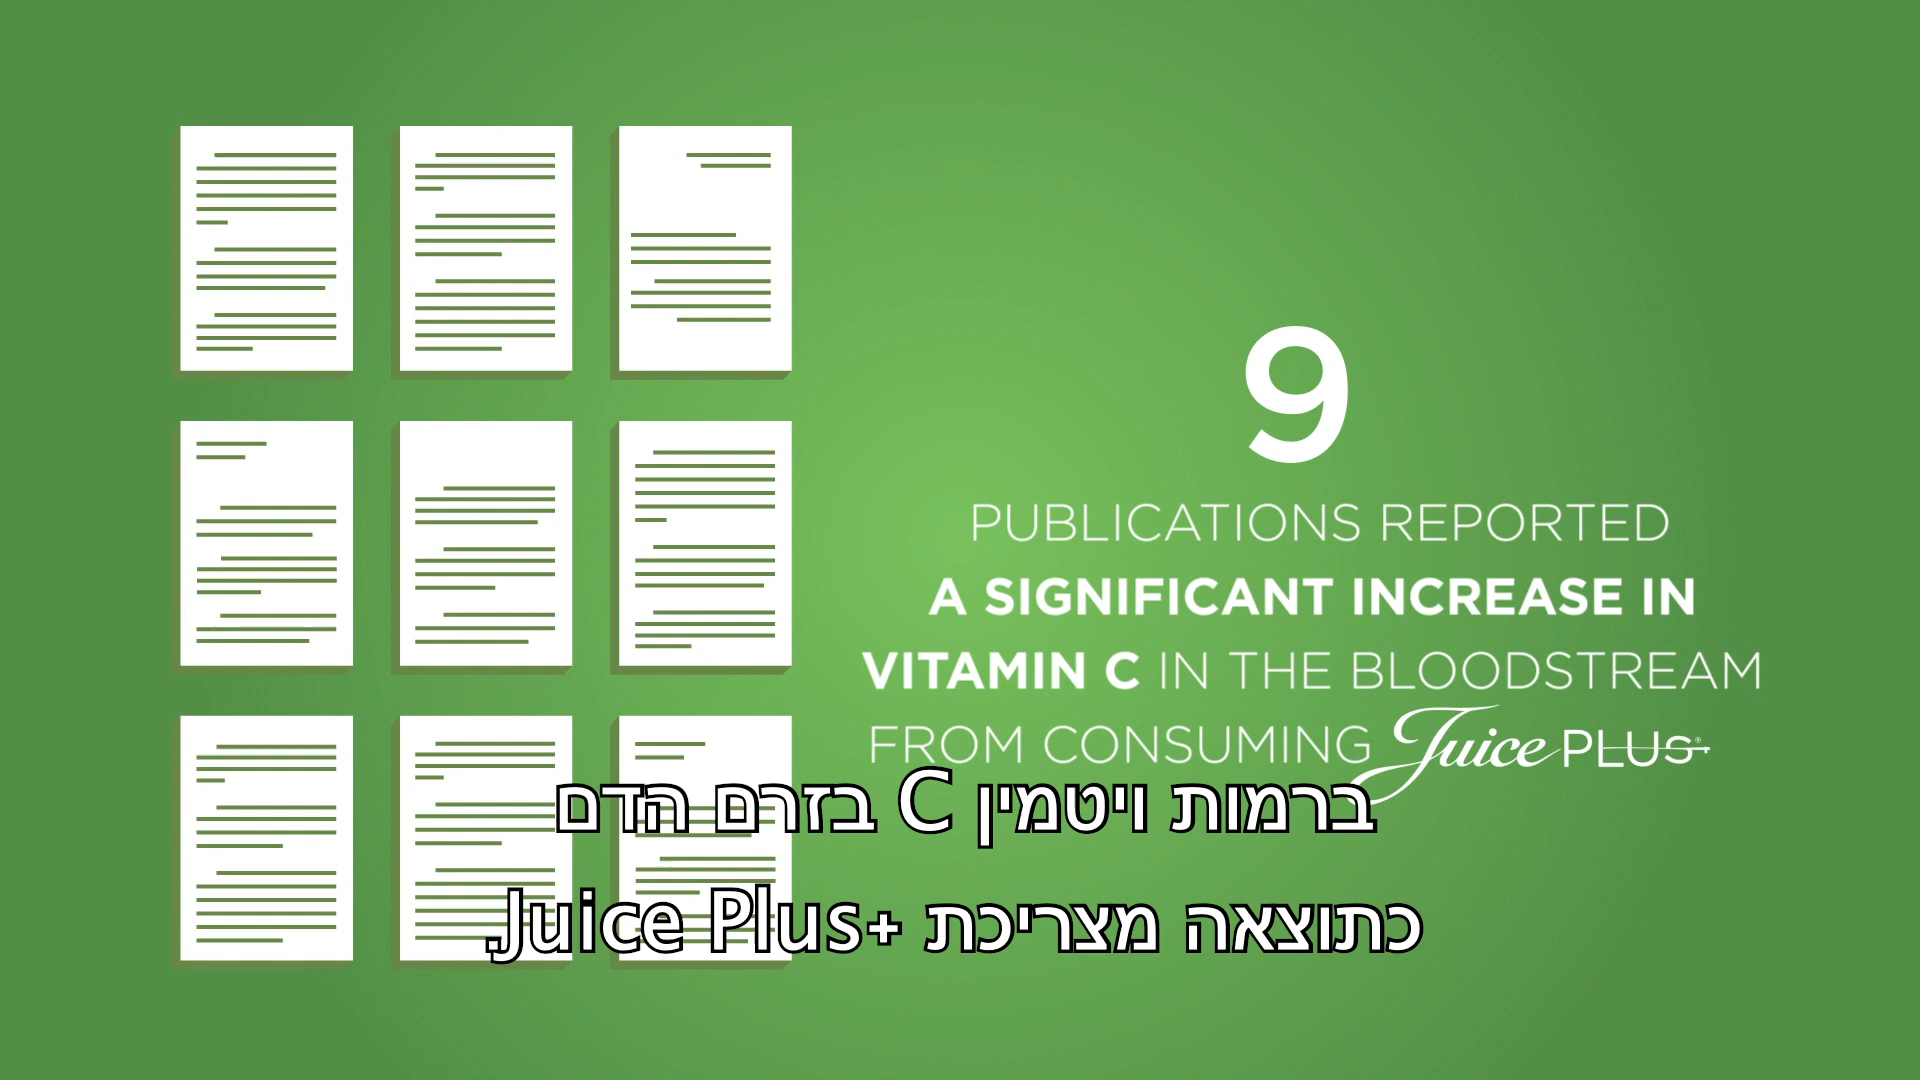 9
PUBLICATIONS REPORTED
A SIGNIFICANT INCREASE IN
VITAMIN C IN THE BLOODSTREAM
FROM CONSUMING Juice PLUS+®
ברמות ויטמין C בזרם הדם
כתוצאה מצריכת Juice Plus+.